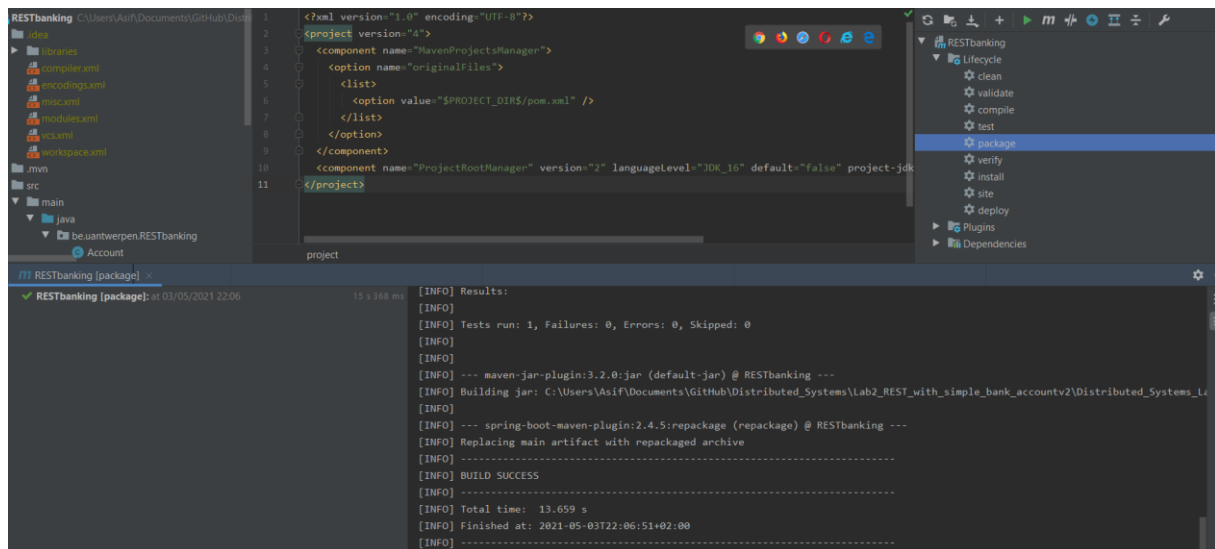 RESTbanking C:\Users\Asif\Documents\GitHub\Distri
.idea
libraries
compiler.xml
encodings.xml
misc.xml
modules.xml
vcs.xml
workspace.xml
.mvn
src
main
java
be.uantwerpen.RESTbanking
Account
1 <?xml version="1.0" encoding="UTF-8"?>
2 <project version="4">
3 <component name="MavenProjectsManager">
4 <option name="originalFiles">
5 <list>
6 <option value="$PROJECT_DIR$/pom.xml" />
7 </list>
8 </option>
9 </component>
10 <component name="ProjectRootManager" version="2" languageLevel="JDK_16" default="false" project-jdk
11 </project>
project
RESTbanking
Lifecycle
clean
validate
compile
test
package
verify
install
site
deploy
Plugins
Dependencies
RESTbanking [package] ×
RESTbanking [package]: at 03/05/2021 22:06 15 s 368 ms
[INFO] Results:
[INFO]
[INFO] Tests run: 1, Failures: 0, Errors: 0, Skipped: 0
[INFO]
[INFO]
[INFO] --- maven-jar-plugin:3.2.0:jar (default-jar) @ RESTbanking ---
[INFO] Building jar: C:\Users\Asif\Documents\GitHub\Distributed_Systems\Lab2_REST_with_simple_bank_accountv2\Distributed_Systems_La
[INFO]
[INFO] --- spring-boot-maven-plugin:2.4.5:repackage (repackage) @ RESTbanking ---
[INFO] Replacing main artifact with repackaged archive
[INFO] ------------------------------------------------------------------------
[INFO] BUILD SUCCESS
[INFO] ------------------------------------------------------------------------
[INFO] Total time:  13.659 s
[INFO] Finished at: 2021-05-03T22:06:51+02:00
[INFO] ------------------------------------------------------------------------